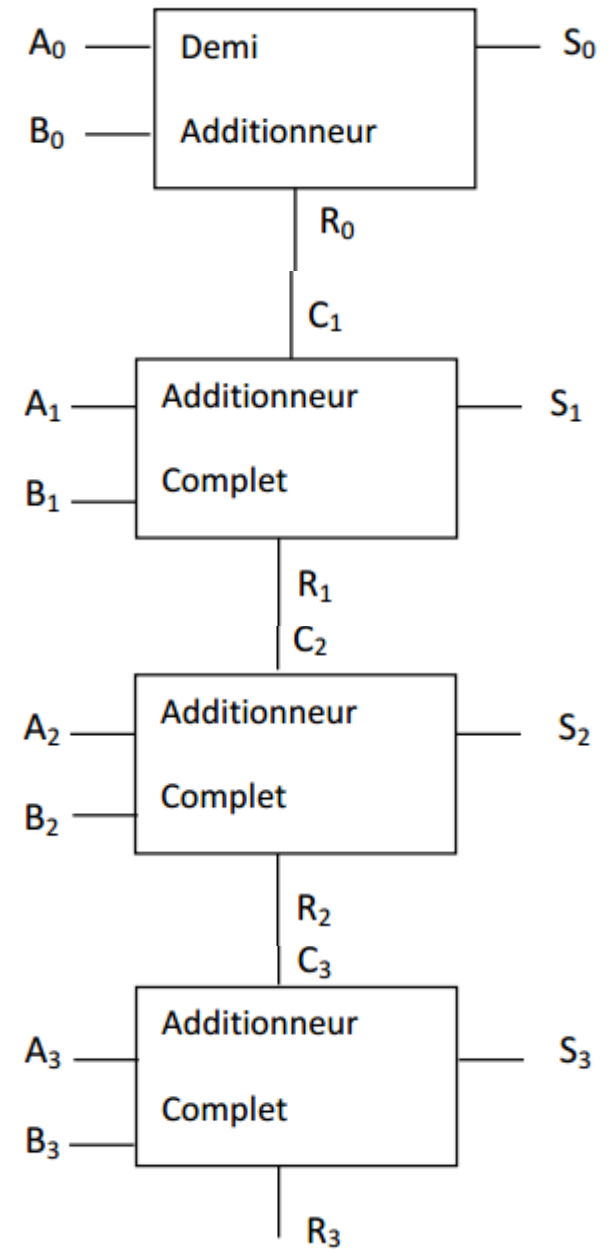 A₀ Demi S₀
B₀ Additionneur
R₀
C₁
A₁ Additionneur S₁
B₁ Complet
R₁
C₂
A₂ Additionneur S₂
B₂ Complet
R₂
C₃
A₃ Additionneur S₃
B₃ Complet
R₃